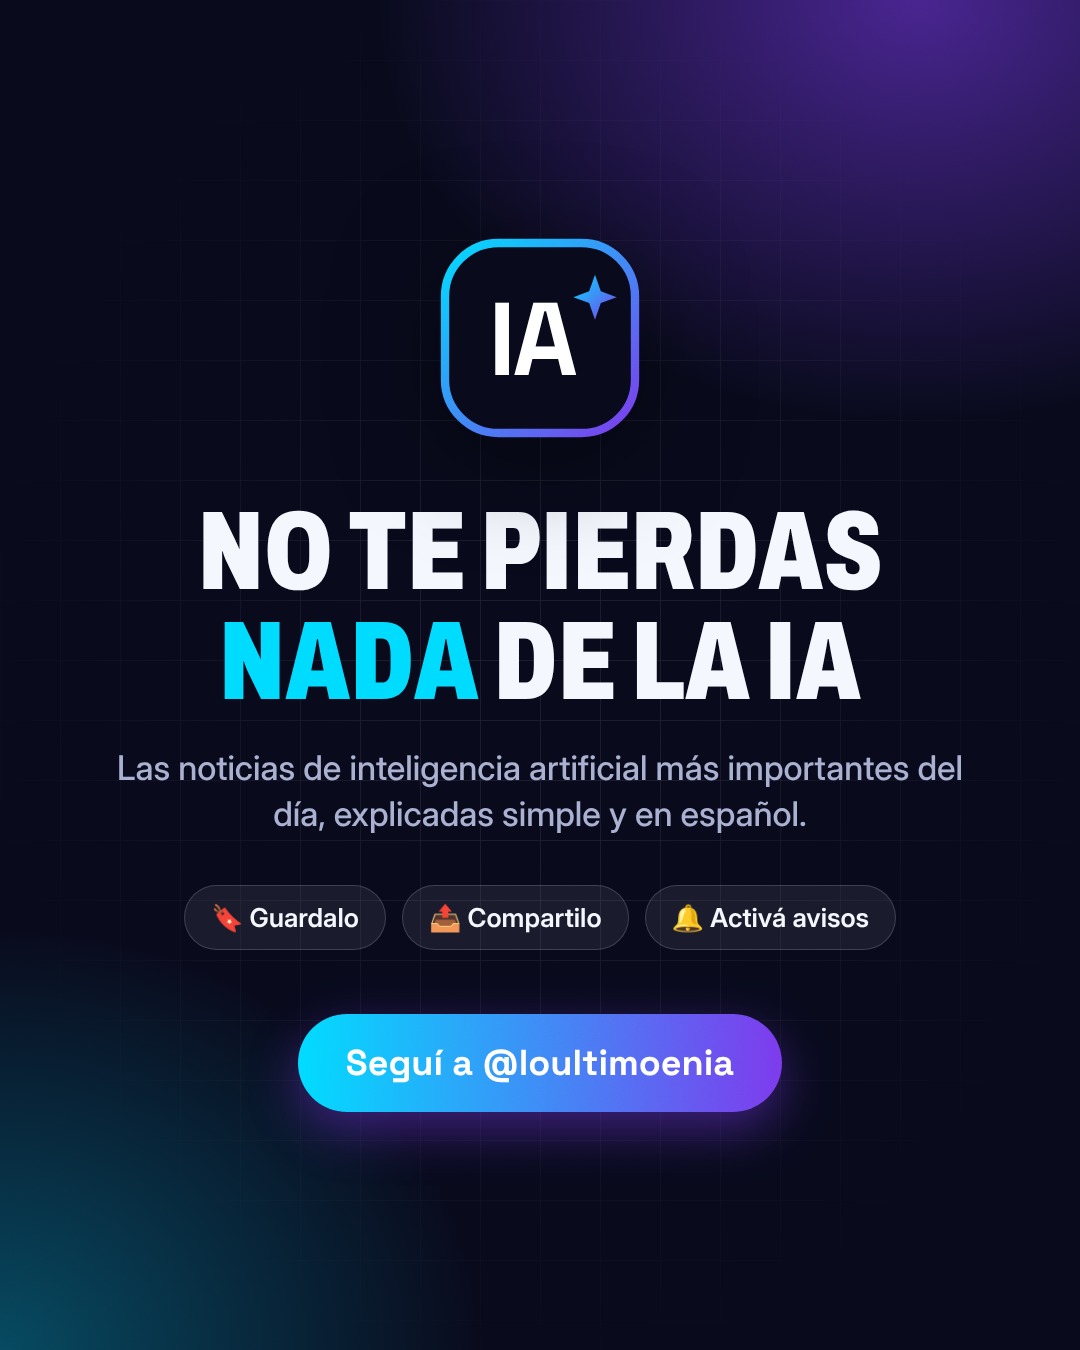 IA
NO TE PIERDAS
NADA DE LA IA
Las noticias de inteligencia artificial más importantes del
día, explicadas simple y en español.
🔖 Guardalo
📤 Compartilo
🔔 Activá avisos
Seguí a @loultimoenia